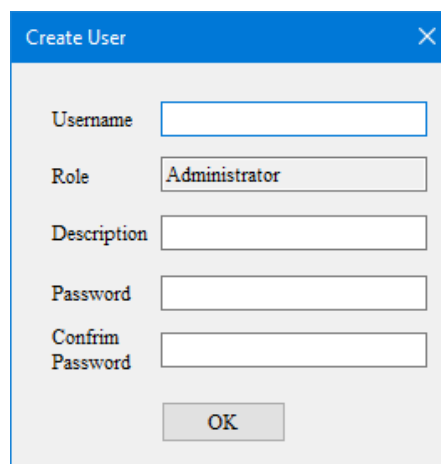 Create User
Username
Role
Administrator
Description
Password
Confrim
Password
OK